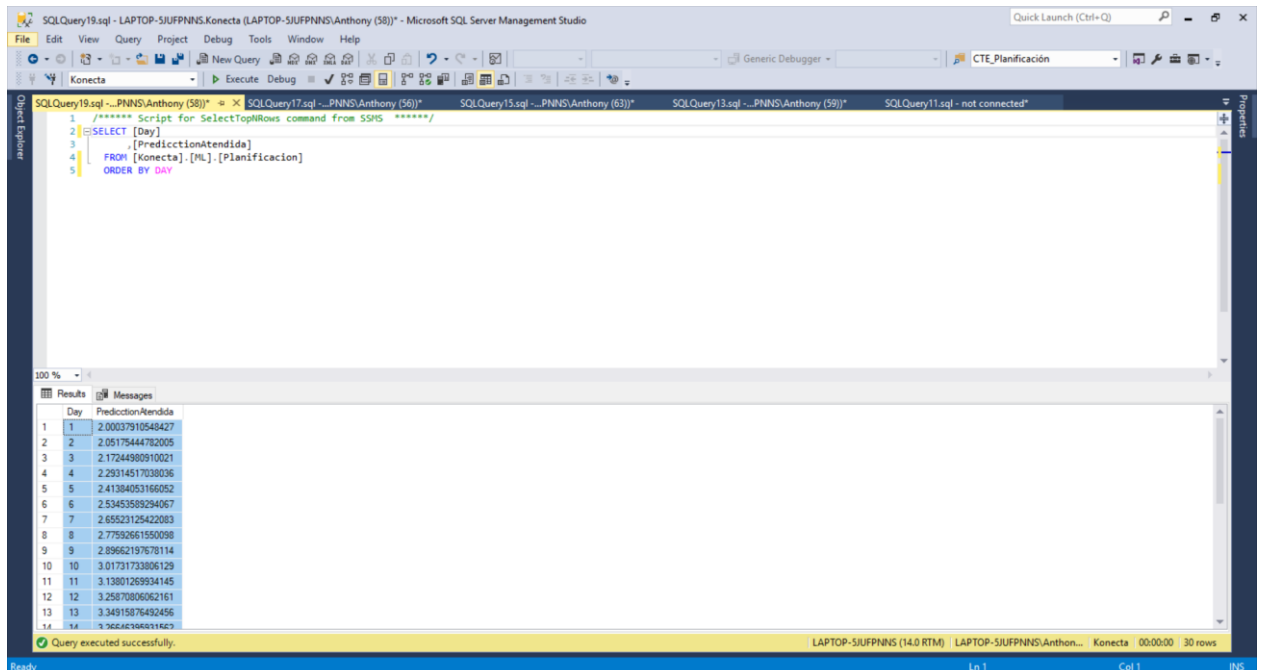 SQLQuery19.sql - LAPTOP-5JUFPNNS.Konecta (LAPTOP-5JUFPNNS\Anthony (58))* - Microsoft SQL Server Management Studio
Quick Launch (Ctrl+Q)
File Edit View Query Project Debug Tools Window Help
New Query Generic Debugger CTE_Planificación
Konecta Execute Debug
SQLQuery19.sql -...PNNS\Anthony (58))* SQLQuery17.sql -...PNNS\Anthony (56))* SQLQuery15.sql -...PNNS\Anthony (63))* SQLQuery13.sql -...PNNS\Anthony (59))* SQLQuery11.sql - not connected*
Object Explorer
Properties
1 /****** Script for SelectTopNRows command from SSMS ******/
2 SELECT [Day]
3 ,[PredicctionAtendida]
4 FROM [Konecta].[ML].[Planificacion]
5 ORDER BY DAY
100 %
Results Messages
Day PredicctionAtendida
1 1 2.00037910548427
2 2 2.05175444782005
3 3 2.17244980910021
4 4 2.29314517038036
5 5 2.41384053166052
6 6 2.53453589294067
7 7 2.65523125422083
8 8 2.77592661550098
9 9 2.89662197678114
10 10 3.01731733806129
11 11 3.13801269934145
12 12 3.25870806062161
13 13 3.34915876492456
14 14 3.26646395931562
Query executed successfully. LAPTOP-5JUFPNNS (14.0 RTM) LAPTOP-5JUFPNNS\Anthon... Konecta 00:00:00 30 rows
Ready Ln 1 Col 1 INS